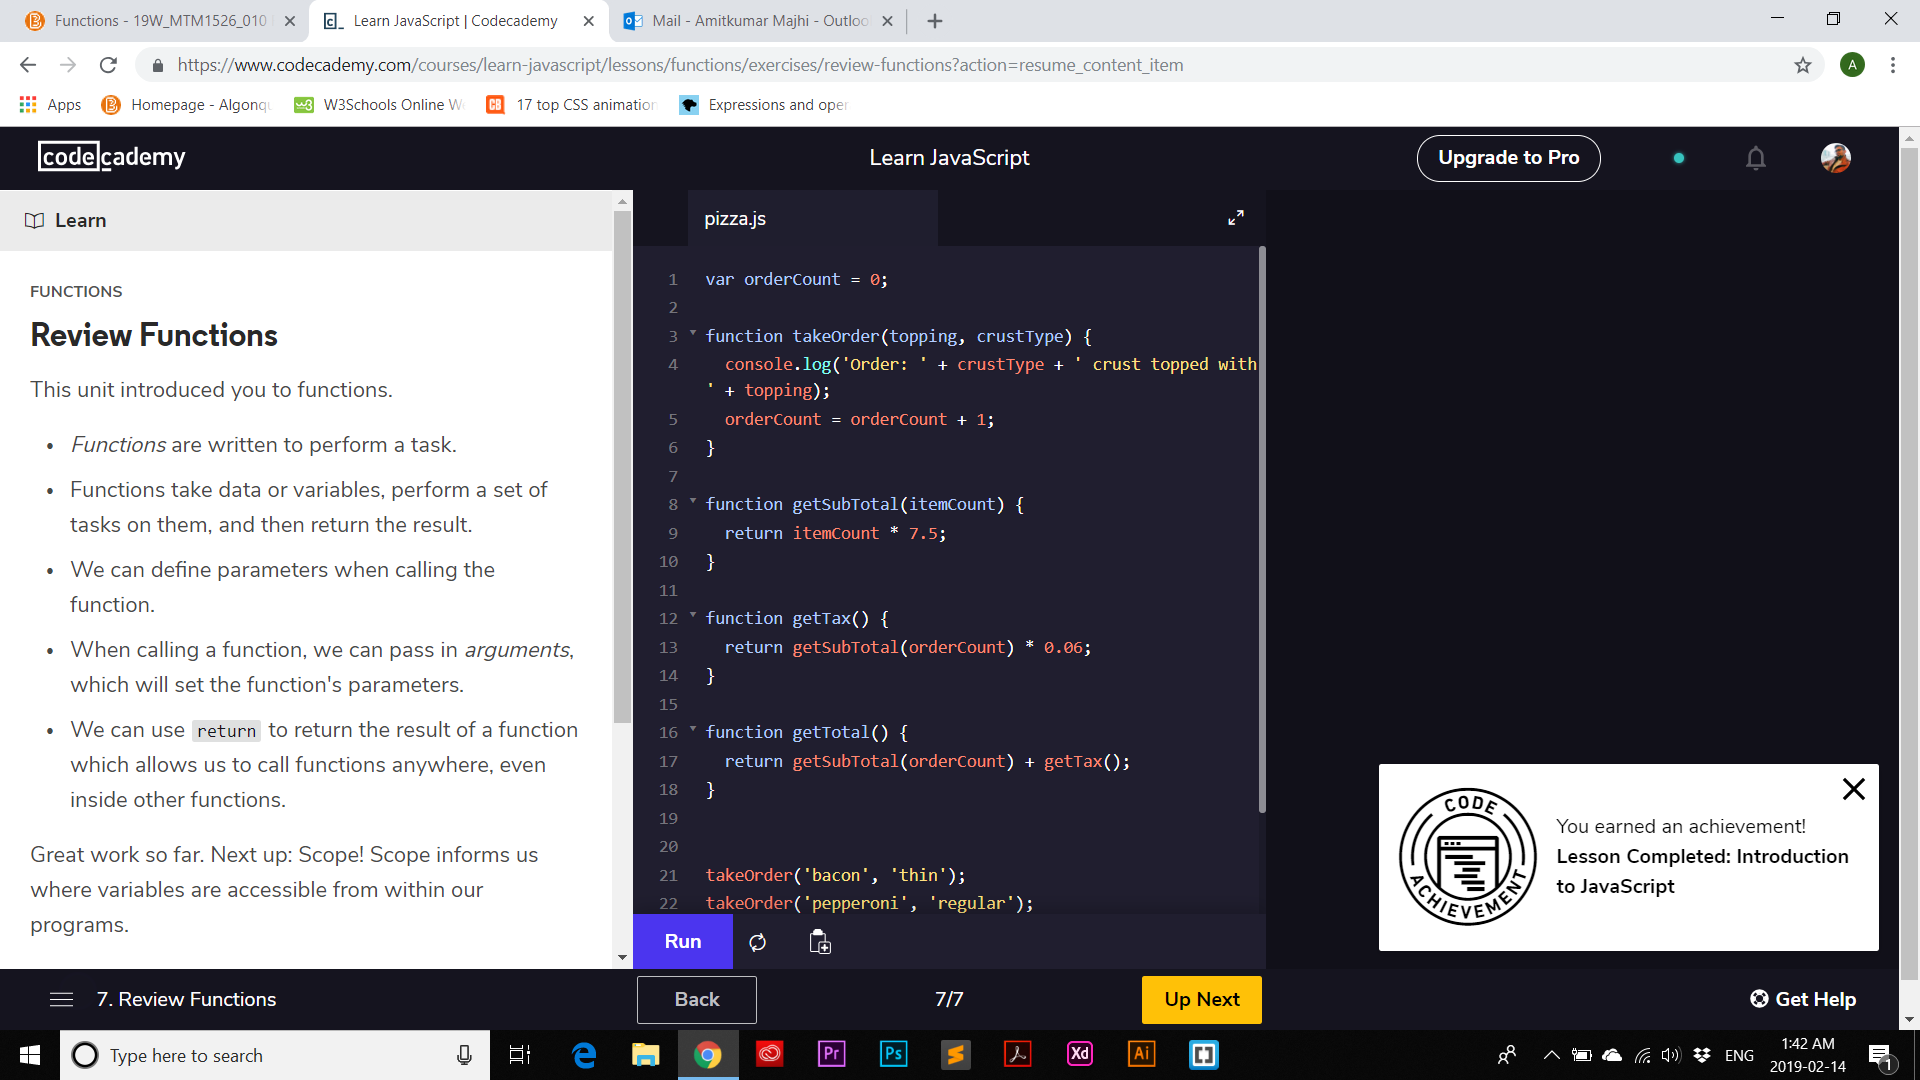 Functions - 19W_MTM1526_010
Learn JavaScript | Codecademy
Mail - Amitkumar Majhi - Outloo
https://www.codecademy.com/courses/learn-javascript/lessons/functions/exercises/review-functions?action=resume_content_item
A
Apps
Homepage - Algonqu
W3Schools Online W
17 top CSS animation
Expressions and oper
codecademy
Learn JavaScript
Upgrade to Pro
Learn
FUNCTIONS
Review Functions
This unit introduced you to functions.
• Functions are written to perform a task.
• Functions take data or variables, perform a set of
tasks on them, and then return the result.
• We can define parameters when calling the
function.
• When calling a function, we can pass in arguments,
which will set the function's parameters.
• We can use return to return the result of a function
which allows us to call functions anywhere, even
inside other functions.
Great work so far. Next up: Scope! Scope informs us
where variables are accessible from within our
programs.
pizza.js
1 var orderCount = 0;
2
3 function takeOrder(topping, crustType) {
4 console.log('Order: ' + crustType + ' crust topped with
' + topping);
5 orderCount = orderCount + 1;
6 }
7
8 function getSubTotal(itemCount) {
9 return itemCount * 7.5;
10 }
11
12 function getTax() {
13 return getSubTotal(orderCount) * 0.06;
14 }
15
16 function getTotal() {
17 return getSubTotal(orderCount) + getTax();
18 }
19
20
21 takeOrder('bacon', 'thin');
22 takeOrder('pepperoni', 'regular');
Run
CODE
ACHIEVEMENT
You earned an achievement!
Lesson Completed: Introduction
to JavaScript
7. Review Functions
Back
7/7
Up Next
Get Help
Type here to search
Pr
Ps
Xd
Ai
ENG
1:42 AM
2019-02-14
1